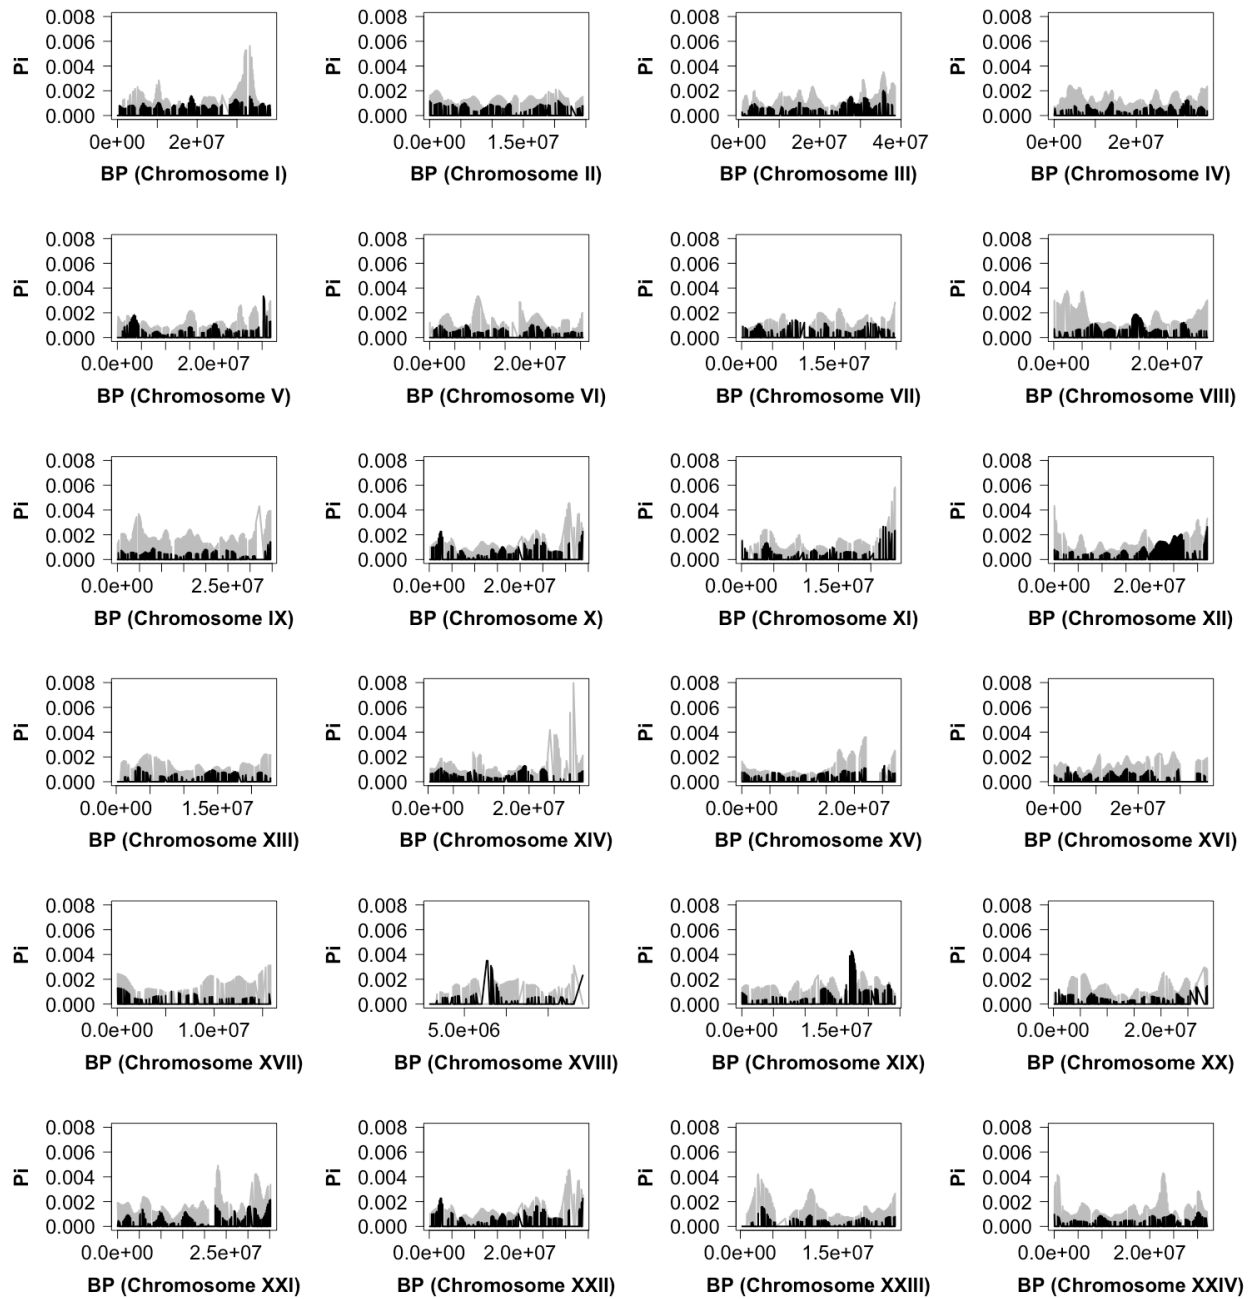 0.008 0.008 0.008 0.008
0.006 0.006 0.006 0.006
Pi 0.004 Pi 0.004 Pi 0.004 Pi 0.004
0.002 0.002 0.002 0.002
0.000 0.000 0.000 0.000
0e+00 2e+07 0.0e+00 1.5e+07 0e+00 2e+07 4e+07 0e+00 2e+07
BP (Chromosome I) BP (Chromosome II) BP (Chromosome III) BP (Chromosome IV)
0.008 0.008 0.008 0.008
0.006 0.006 0.006 0.006
Pi 0.004 Pi 0.004 Pi 0.004 Pi 0.004
0.002 0.002 0.002 0.002
0.000 0.000 0.000 0.000
0.0e+00 2.0e+07 0.0e+00 2.0e+07 0.0e+00 1.5e+07 0.0e+00 2.0e+07
BP (Chromosome V) BP (Chromosome VI) BP (Chromosome VII) BP (Chromosome VIII)
0.008 0.008 0.008 0.008
0.006 0.006 0.006 0.006
Pi 0.004 Pi 0.004 Pi 0.004 Pi 0.004
0.002 0.002 0.002 0.002
0.000 0.000 0.000 0.000
0.0e+00 2.5e+07 0.0e+00 2.0e+07 0.0e+00 1.5e+07 0.0e+00 2.0e+07
BP (Chromosome IX) BP (Chromosome X) BP (Chromosome XI) BP (Chromosome XII)
0.008 0.008 0.008 0.008
0.006 0.006 0.006 0.006
Pi 0.004 Pi 0.004 Pi 0.004 Pi 0.004
0.002 0.002 0.002 0.002
0.000 0.000 0.000 0.000
0.0e+00 1.5e+07 0.0e+00 2.0e+07 0.0e+00 2.0e+07 0e+00 2e+07
BP (Chromosome XIII) BP (Chromosome XIV) BP (Chromosome XV) BP (Chromosome XVI)
0.008 0.008 0.008 0.008
0.006 0.006 0.006 0.006
Pi 0.004 Pi 0.004 Pi 0.004 Pi 0.004
0.002 0.002 0.002 0.002
0.000 0.000 0.000 0.000
0.0e+00 1.0e+07 5.0e+06 0.0e+00 1.5e+07 0.0e+00 2.0e+07
BP (Chromosome XVII) BP (Chromosome XVIII) BP (Chromosome XIX) BP (Chromosome XX)
0.008 0.008 0.008 0.008
0.006 0.006 0.006 0.006
Pi 0.004 Pi 0.004 Pi 0.004 Pi 0.004
0.002 0.002 0.002 0.002
0.000 0.000 0.000 0.000
0.0e+00 2.5e+07 0.0e+00 2.0e+07 0.0e+00 1.5e+07 0.0e+00 2.0e+07
BP (Chromosome XXI) BP (Chromosome XXII) BP (Chromosome XXIII) BP (Chromosome XXIV)